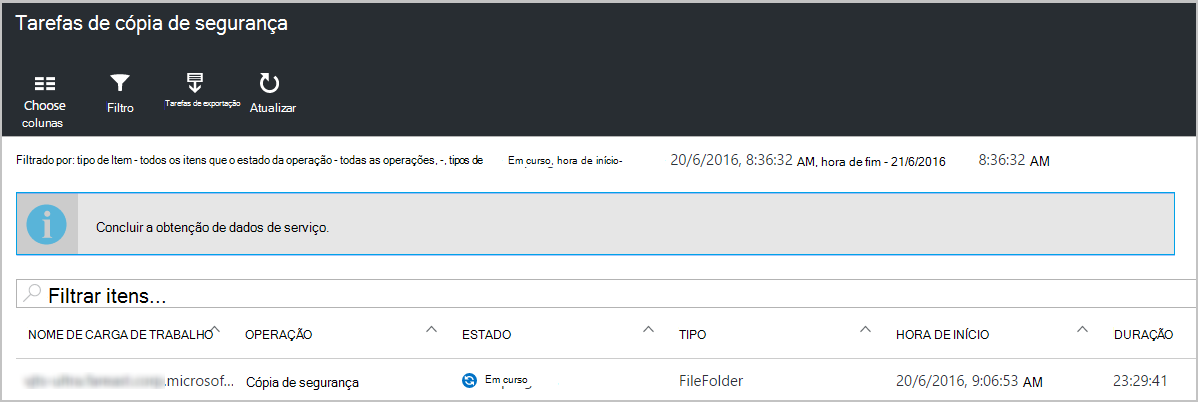 Tarefas de cópia de segurança
Choose colunas
Filtro
Tarefas de exportação
Atualizar
Filtrado por: tipo de Item - todos os itens que o estado da operação - todas as operações, -, tipos de Em curso, hora de início- 20/6/2016, 8:36:32 AM, hora de fim - 21/6/2016 8:36:32 AM
Concluir a obtenção de dados de serviço.
Filtrar itens...
NOME DE CARGA DE TRABALHO OPERAÇÃO ESTADO TIPO HORA DE INÍCIO DURAÇÃO
.microsof... Cópia de segurança Em curso, FileFolder 20/6/2016, 9:06:53 AM 23:29:41